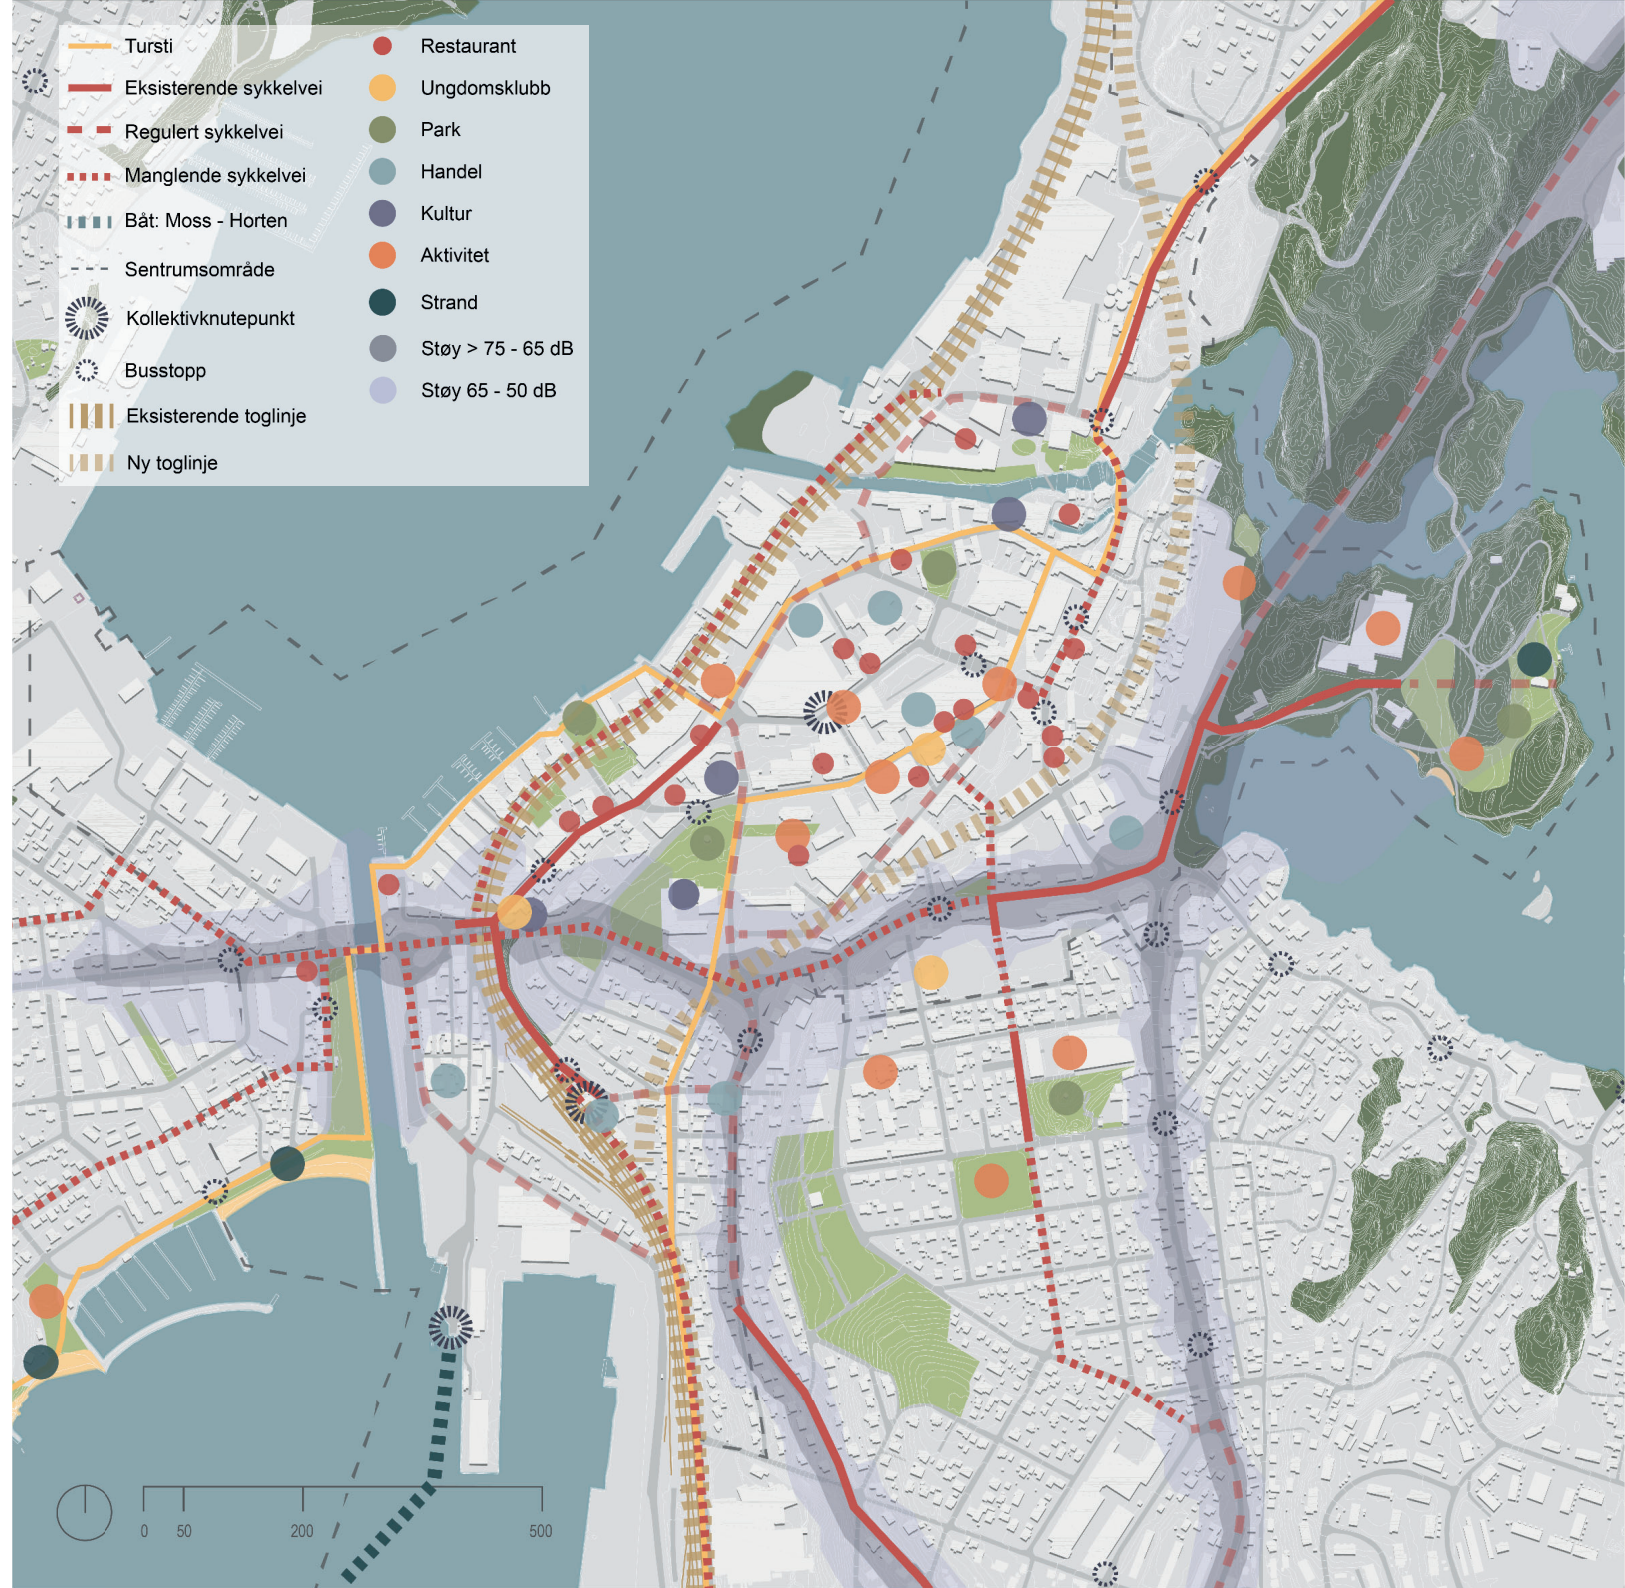 Tursti
Eksisterende sykkelvei
Regulert sykkelvei
Manglende sykkelvei
Båt: Moss - Horten
Sentrumsområde
Kollektivknutepunkt
Busstopp
Eksisterende toglinje
Ny toglinje
Restaurant
Ungdomsklubb
Park
Handel
Kultur
Aktivitet
Strand
Støy > 75 - 65 dB
Støy 65 - 50 dB
0 50 200 500